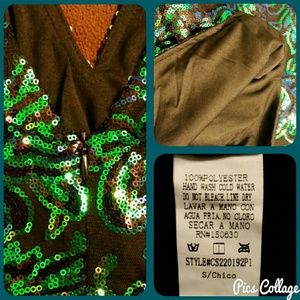 100% POLYESTER
HAND WASH COLD WATER
DO NOT BLEACH LINE DRY
LAVAR A MANO CON
AGUA FRIA. NO CLORO
SECAR A MANO
RN#150630
STYLE#CS220192P1
S/Chico
Pics Collage